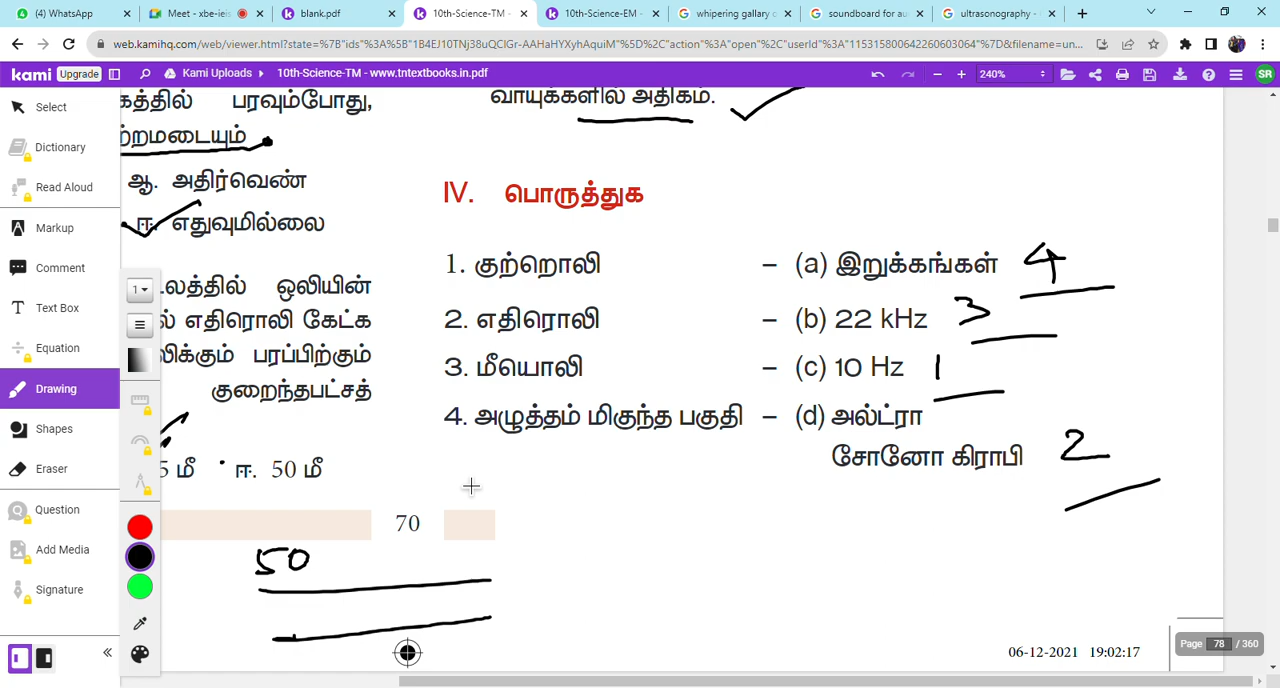 (4) WhatsApp
Meet - xbe-ieis
blank.pdf
10th-Science-TM -
10th-Science-EM -
whipering gallary c
soundboard for au
ultrasonography -
web.kamihq.com/web/viewer.html?state=%7B"ids"%3A%5B"1B4EJ10TNj38uQClGr-AAHaHYXyhAquiM"%5D%2C"action"%3A"open"%2C"userId"%3A"115315800642260603064"%7D&filename=un...
kami Upgrade Kami Uploads 10th-Science-TM - www.tntextbooks.in.pdf 240% SR
Select
Dictionary
Read Aloud
Markup
Comment
Text Box
Equation
Drawing
Shapes
Eraser
Question
Add Media
Signature
1
கத்தில் பரவும்போது,
ற்றமடையும்
ஆ. அதிர்வெண்
ஈ. எதுவுமில்லை
லத்தில் ஒலியின்
ல் எதிரொலி கேட்க
லிக்கும் பரப்பிற்கும்
குறைந்தபட்சத்
5 மீ ஈ. 50 மீ
70
50
வாயுக்களில் அதிகம்.
IV. பொருத்துக
1. குற்றொலி – (a) இறுக்கங்கள் 4
2. எதிரொலி – (b) 22 kHz 3
3. மீயொலி – (c) 10 Hz 1
4. அழுத்தம் மிகுந்த பகுதி – (d) அல்ட்ரா
சோனோ கிராபி 2
06-12-2021 19:02:17
Page 78 / 360